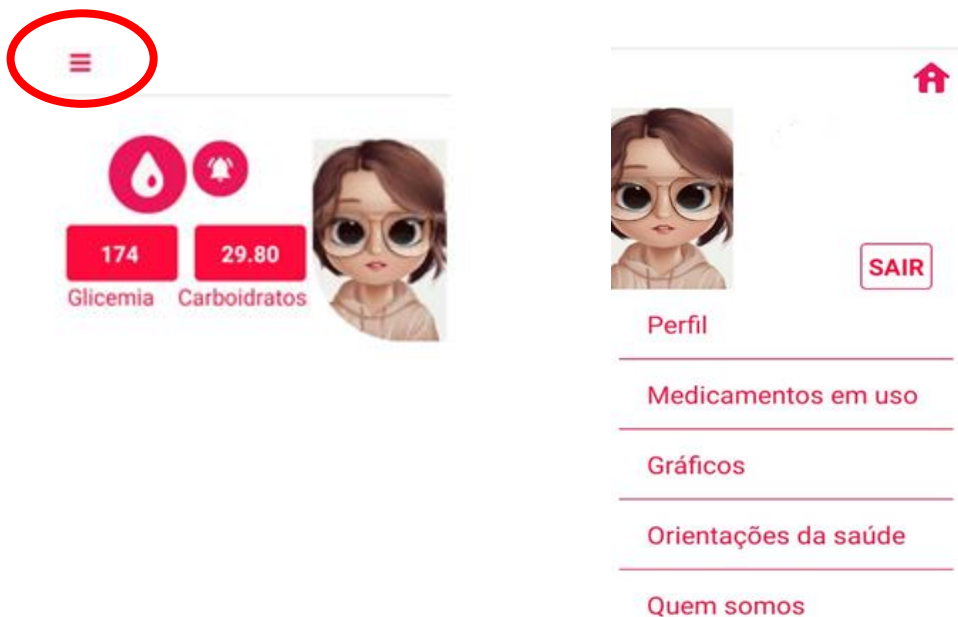 174 29.80
Glicemia Carboidratos
SAIR
Perfil
Medicamentos em uso
Gráficos
Orientações da saúde
Quem somos